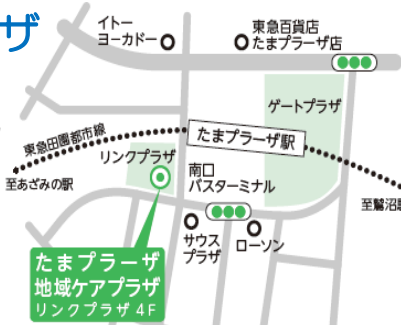 ザ
イトー
ヨーカドー
東急百貨店
たまプラーザ店
ゲートプラザ
東急田園都市線
たまプラーザ駅
リンクプラザ
至あざみの駅
南口
バスターミナル
至鷺沼駅
サウス
プラザ
ローソン
たまプラーザ
地域ケアプラザ
リンクプラザ 4F